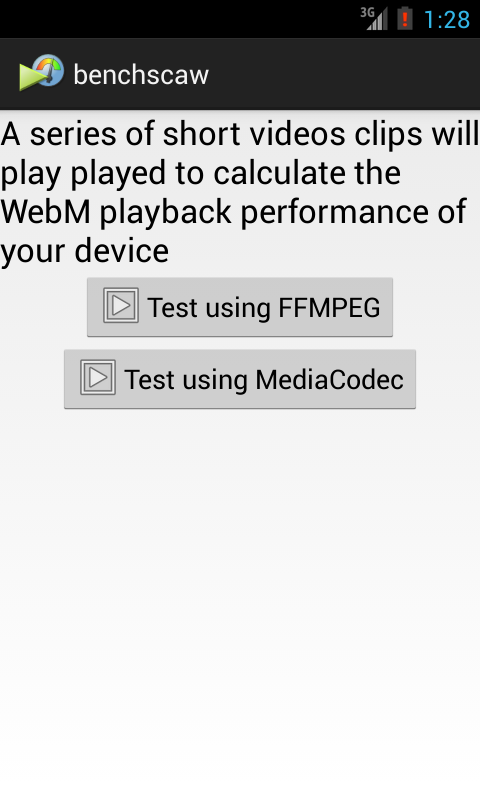 3G
1:28
benchscaw
A series of short videos clips will
play played to calculate the
WebM playback performance of
your device
Test using FFMPEG
Test using MediaCodec